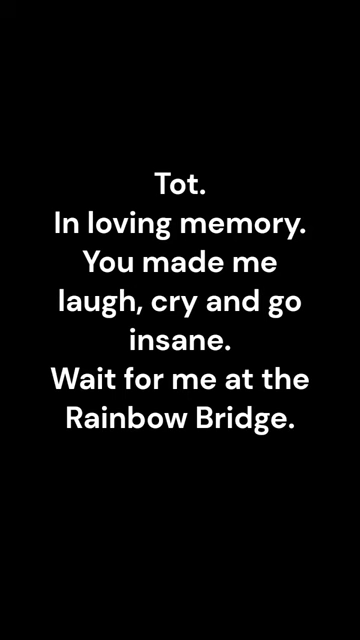 Tot.
In loving memory.
You made me
laugh, cry and go
insane.
Wait for me at the
Rainbow Bridge.